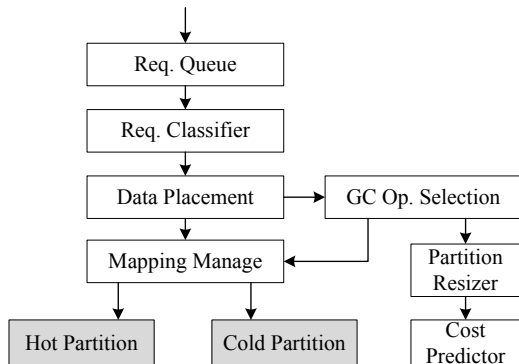 Req. Queue
Req. Classifier
Data Placement
GC Op. Selection
Mapping Manage
Partition
Resizer
Hot Partition
Cold Partition
Cost
Predictor